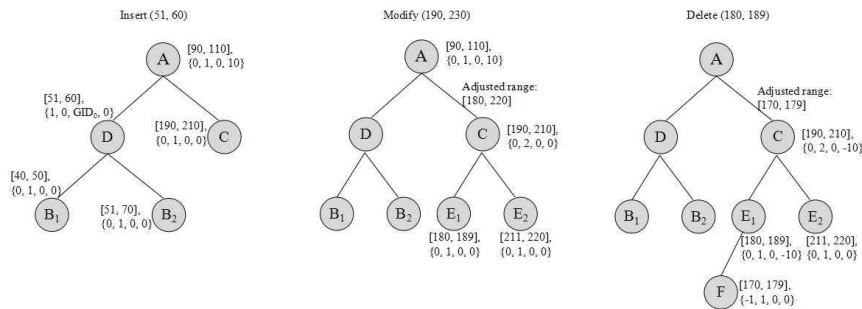 Insert (51, 60)
A
[90, 110],
{0, 1, 0, 10}
[51, 60],
{1, 0, GID₀, 0}
D
[190, 210],
{0, 1, 0, 0}
C
[40, 50],
{0, 1, 0, 0}
B₁
[51, 70],
{0, 1, 0, 0}
B₂
Modify (190, 230)
A
[90, 110],
{0, 1, 0, 10}
Adjusted range:
[180, 220]
D
C
[190, 210],
{0, 2, 0, 0}
B₁
B₂
E₁
E₂
[180, 189],
{0, 1, 0, 0}
[211, 220],
{0, 1, 0, 0}
Delete (180, 189)
A
Adjusted range:
[170, 179]
D
C
[190, 210],
{0, 2, 0, -10}
B₁
B₂
E₁
E₂
[180, 189],
{0, 1, 0, -10}
[211, 220],
{0, 1, 0, 0}
F
[170, 179],
{-1, 1, 0, 0}